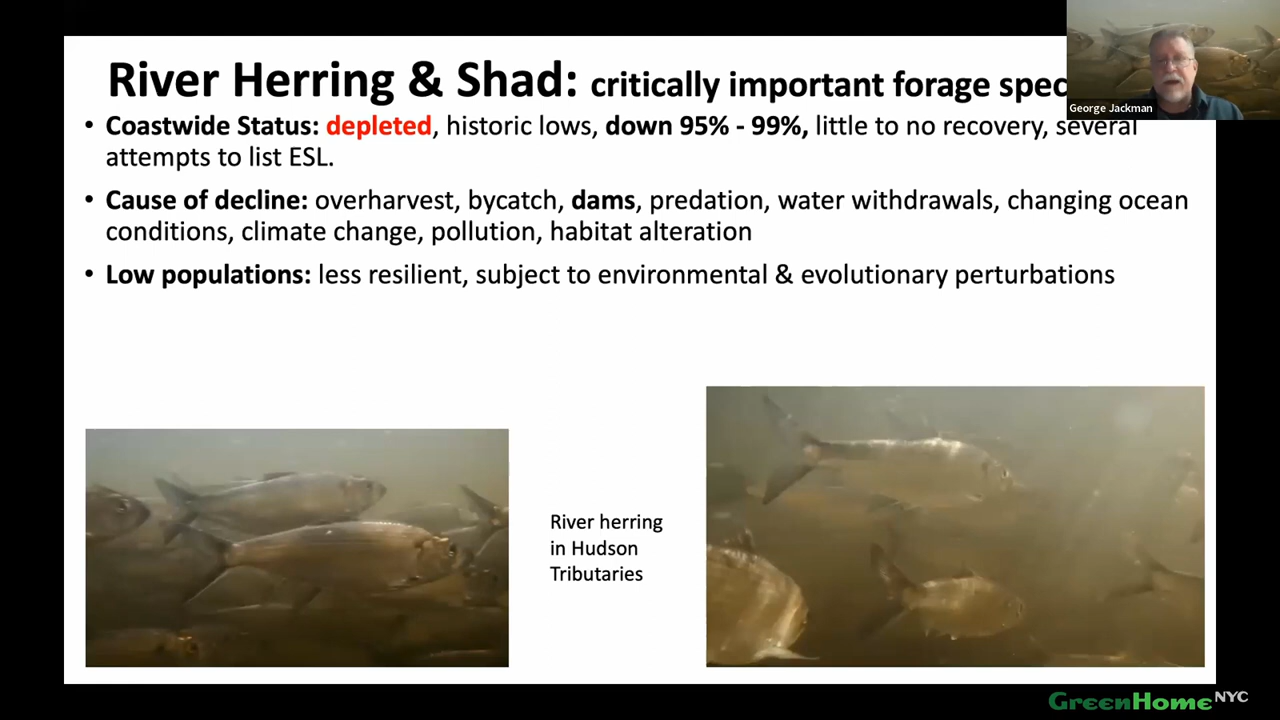 River Herring & Shad: critically important forage spec
George Jackman
• Coastwide Status: depleted, historic lows, down 95% - 99%, little to no recovery, several
attempts to list ESL.
• Cause of decline: overharvest, bycatch, dams, predation, water withdrawals, changing ocean
conditions, climate change, pollution, habitat alteration
• Low populations: less resilient, subject to environmental & evolutionary perturbations
River herring
in Hudson
Tributaries
GreenHomeNYC